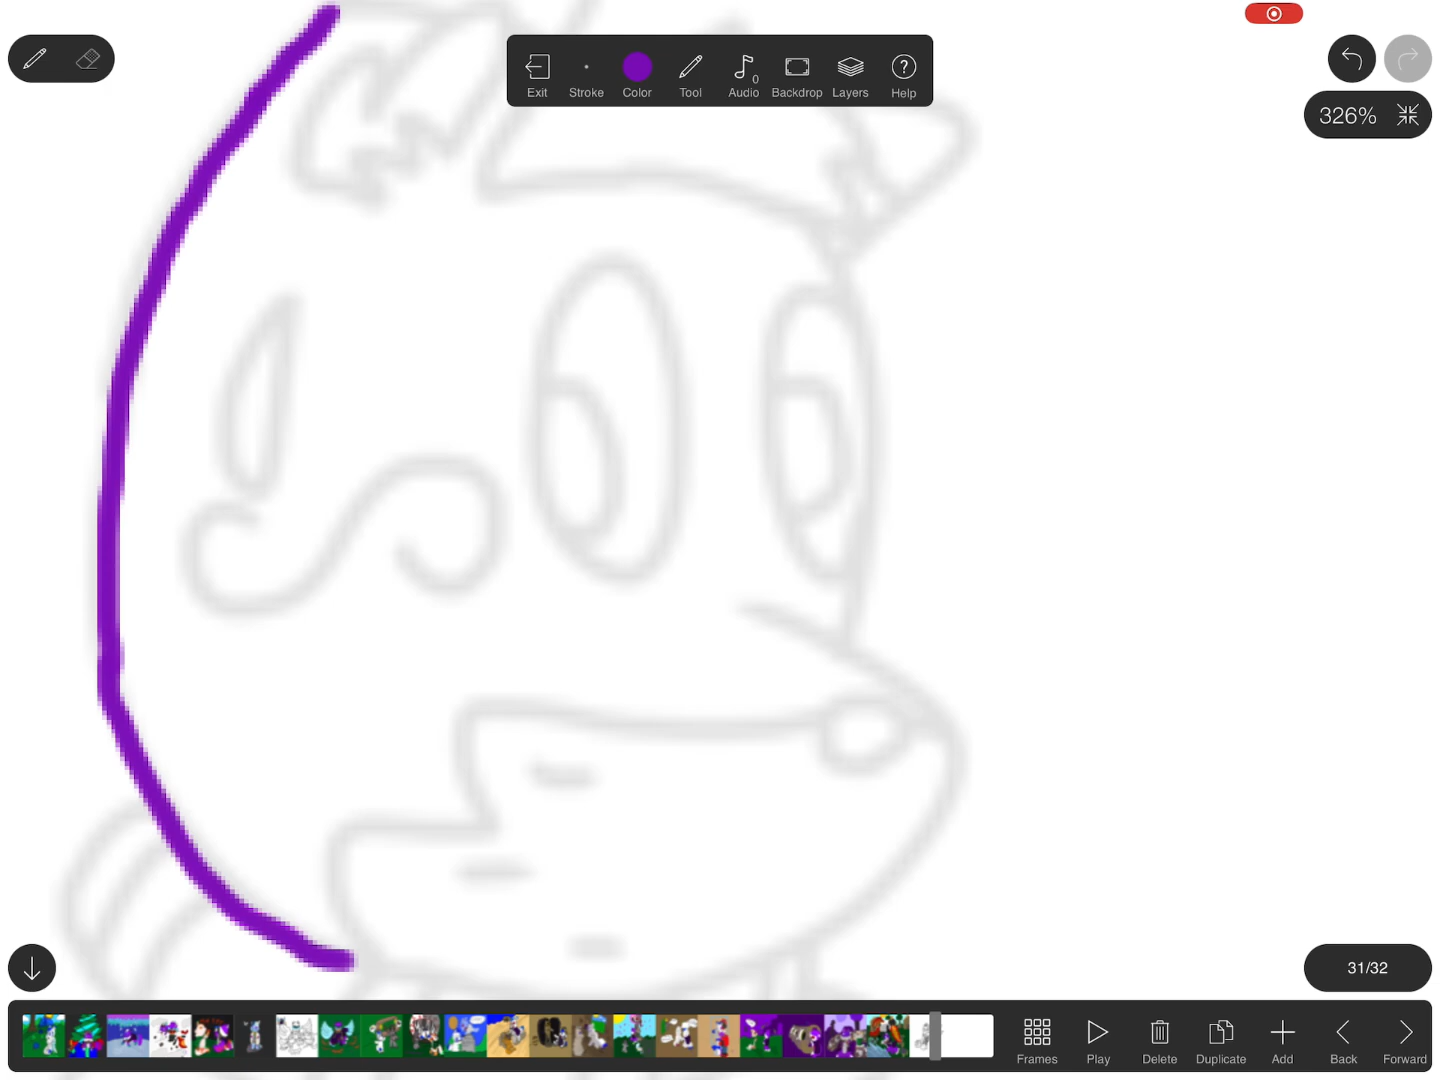 Exit Stroke Color Tool Audio 0 Backdrop Layers Help
326%
31/32
Frames Play Delete Duplicate Add Back Forward